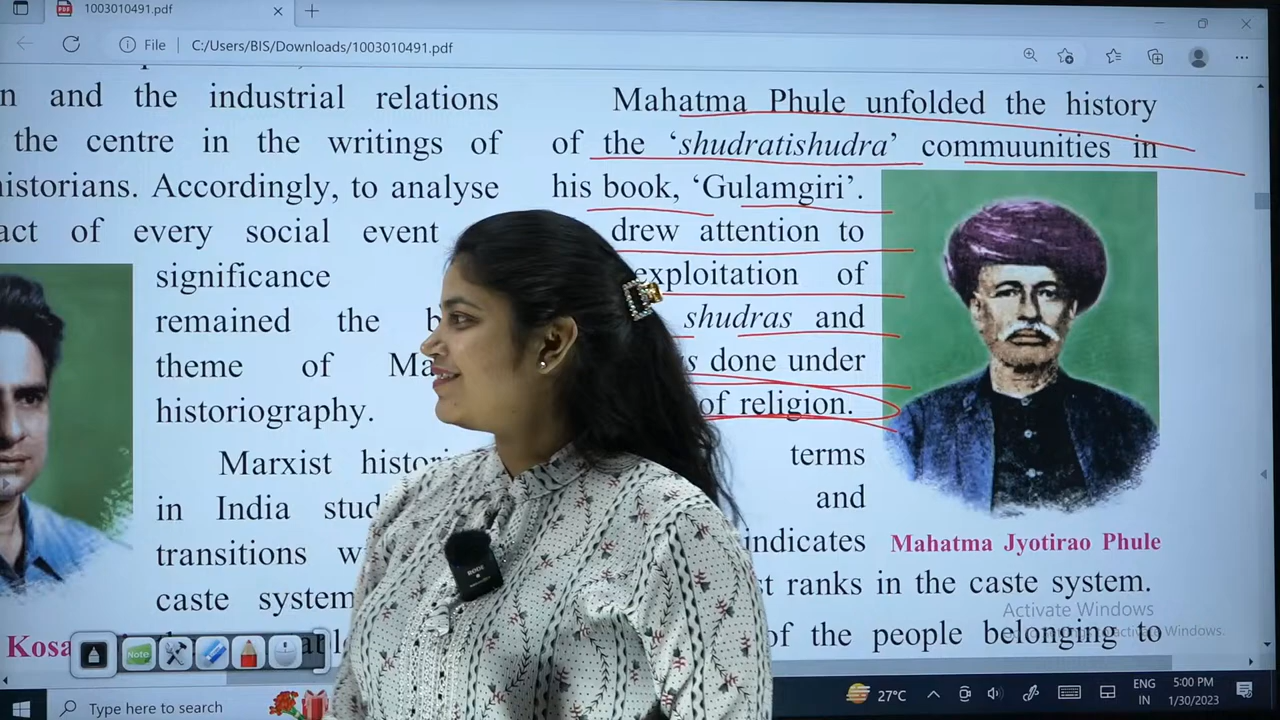 1003010491.pdf
File
C:/Users/BIS/Downloads/1003010491.pdf
n and the industrial relations
the centre in the writings of
historians. Accordingly, to analyse
act of every social event
significance
remained the
theme of
historiography.
Marxist
in India
transitions
caste system
Mahatma Phule unfolded the history
of the ‘shudratishudra’ commuunities in
his book, ‘Gulamgiri’.
drew attention to
exploitation of
shudras and
done under
of religion.
terms
and
indicates
ranks in the caste system.
of the people belonging to
Mahatma Jyotirao Phule
Activate Windows
Windows.
Note
RODE
Type here to search
27°C
ENG
IN
5:00 PM
1/30/2023